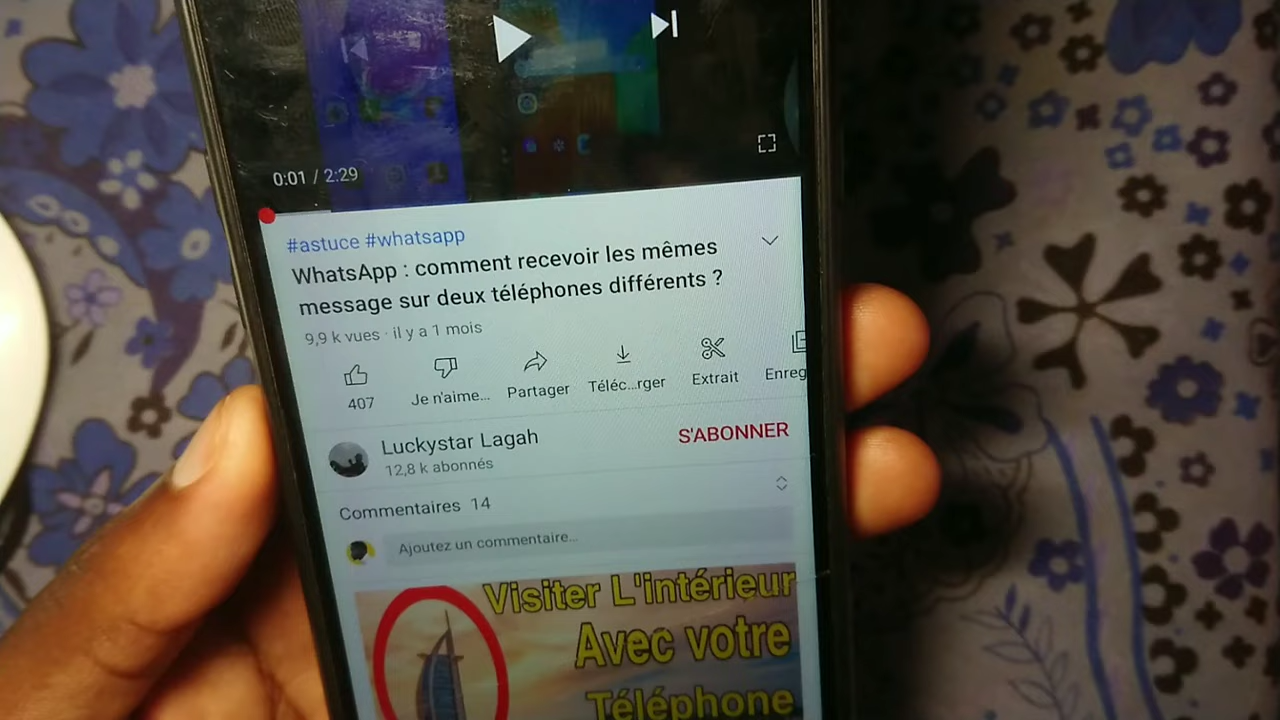 0:01 / 2:29
#astuce #whatsapp
WhatsApp : comment recevoir les mêmes
message sur deux téléphones différents ?
9,9 k vues · il y a 1 mois
407
Je n'aime...
Partager
Téléc...rger
Extrait
Enreg
Luckystar Lagah
S'ABONNER
12,8 k abonnés
Commentaires 14
Ajoutez un commentaire...
Visiter L'intérieur
Avec votre
Téléphone